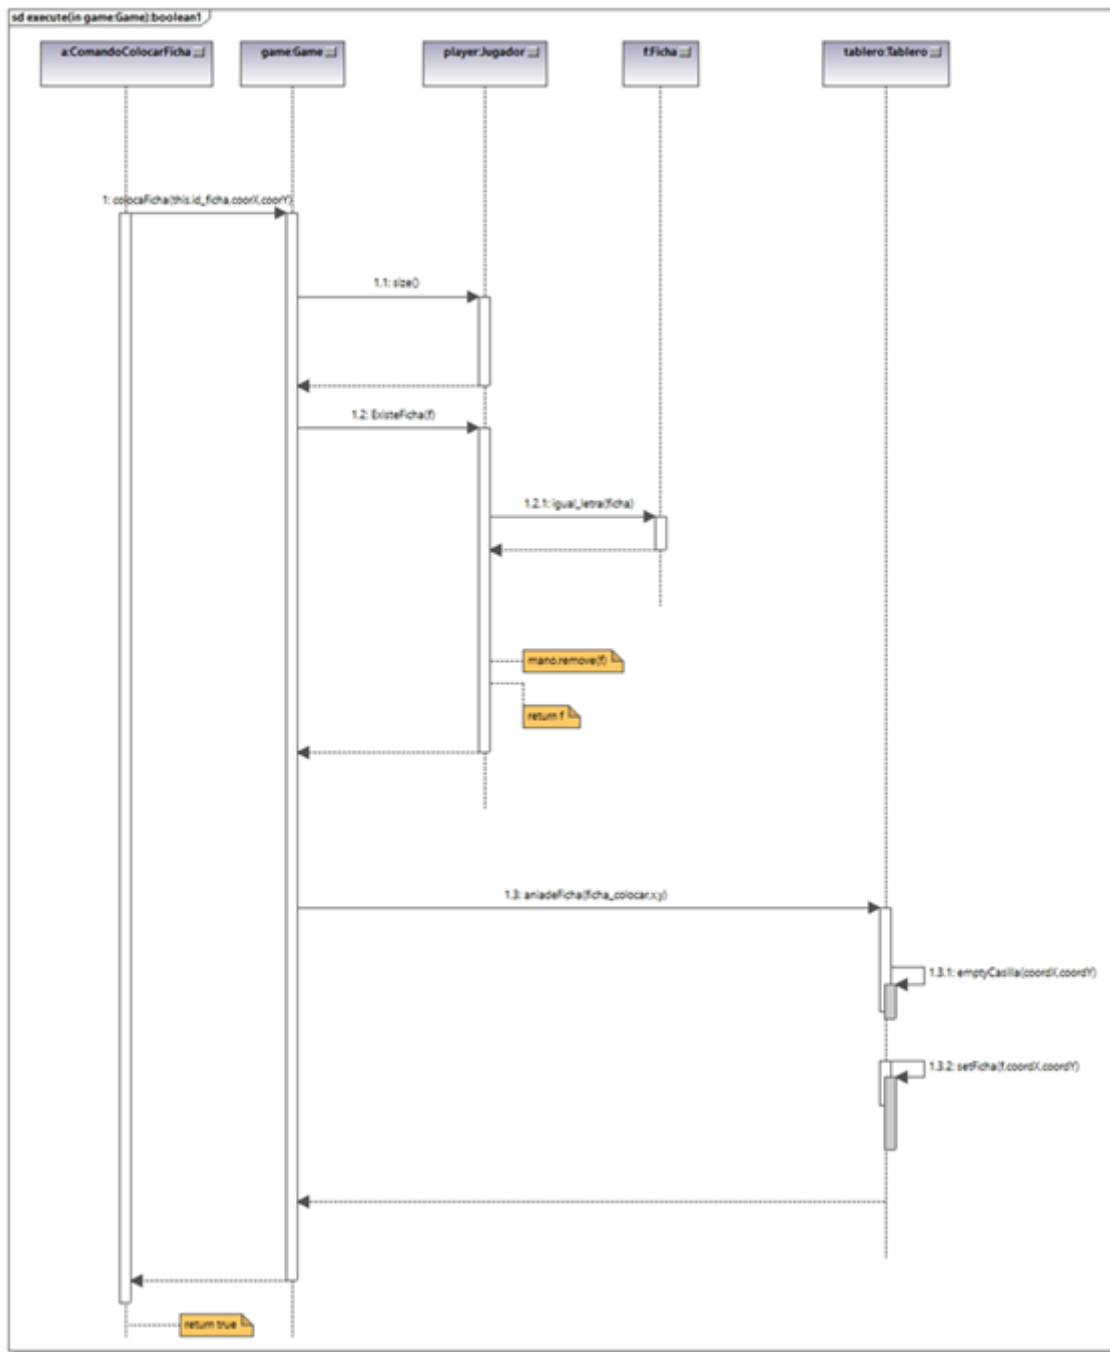 sd execute(in game:Game):boolean1
a:ComandoColocarFicha
game:Game
player:Jugador
f:Ficha
tablero:Tablero
1: colocaFicha(this.id_ficha,coorX,coorY)
1.1: size()
1.2: ExisteFicha(f)
1.2.1: igual_letra(ficha)
mano.remove(f)
return f
1.3: aniadeFicha(ficha_colocar,x,y)
1.3.1: emptyCasilla(coordX,coordY)
1.3.2: setFicha(f,coordX,coordY)
return true